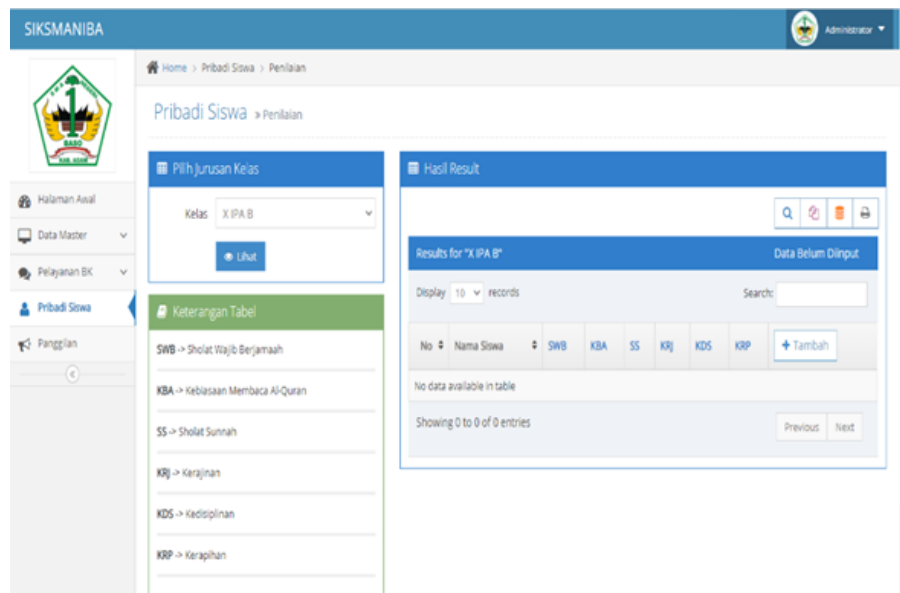 SIKSMANIBA
Administrator
Home > Pribadi Siswa > Penilaian
Pribadi Siswa » Penilaian
1
BASO
KAB. AGAM
Halaman Awal
Data Master
Pelayanan BK
Pribadi Siswa
Panggilan
Pilih Jurusan Kelas
Kelas X IPA B
Lihat
Keterangan Tabel
SWB -> Sholat Wajib Berjamaah
KBA -> Kebiasaan Membaca Al-Quran
SS -> Sholat Sunnah
KRJ -> Kerajinan
KDS -> Kedisiplinan
KRP -> Kerapihan
Hasil Result
Results for "X IPA B" Data Belum Diinput
Display 10 records Search:
No Nama Siswa SWB KBA SS KRJ KDS KRP + Tambah
No data available in table
Showing 0 to 0 of 0 entries
Previous Next